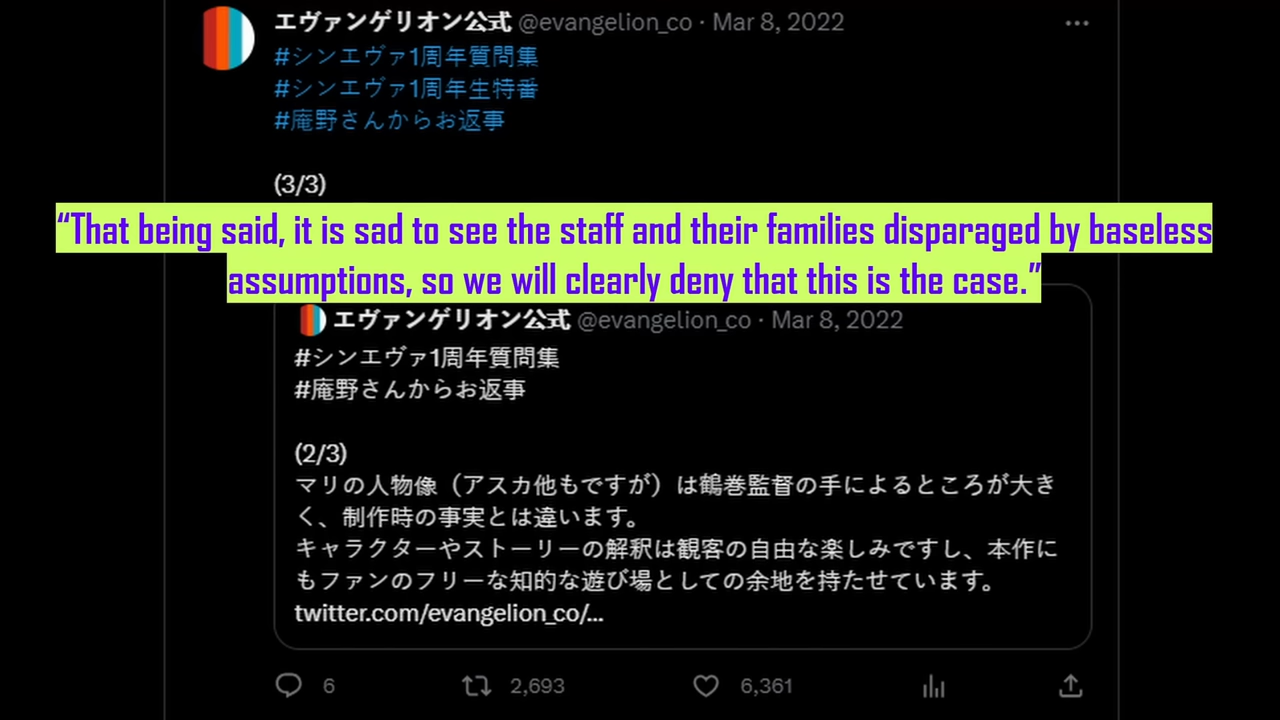 エヴァンゲリオン公式 @evangelion_co · Mar 8, 2022
#シンエヴァ1周年質問集
#シンエヴァ1周年生特番
#庵野さんからお返事
(3/3)
“That being said, it is sad to see the staff and their families disparaged by baseless
assumptions, so we will clearly deny that this is the case.”
エヴァンゲリオン公式 @evangelion_co · Mar 8, 2022
#シンエヴァ1周年質問集
#庵野さんからお返事
(2/3)
マリの人物像（アスカ他もですが）は鶴巻監督の手によるところが大き
く、制作時の事実とは違います。
キャラクターやストーリーの解釈は観客の自由な楽しみですし、本作に
もファンのフリーな知的な遊び場としての余地を持たせています。
twitter.com/evangelion_co/...
6 2,693 6,361